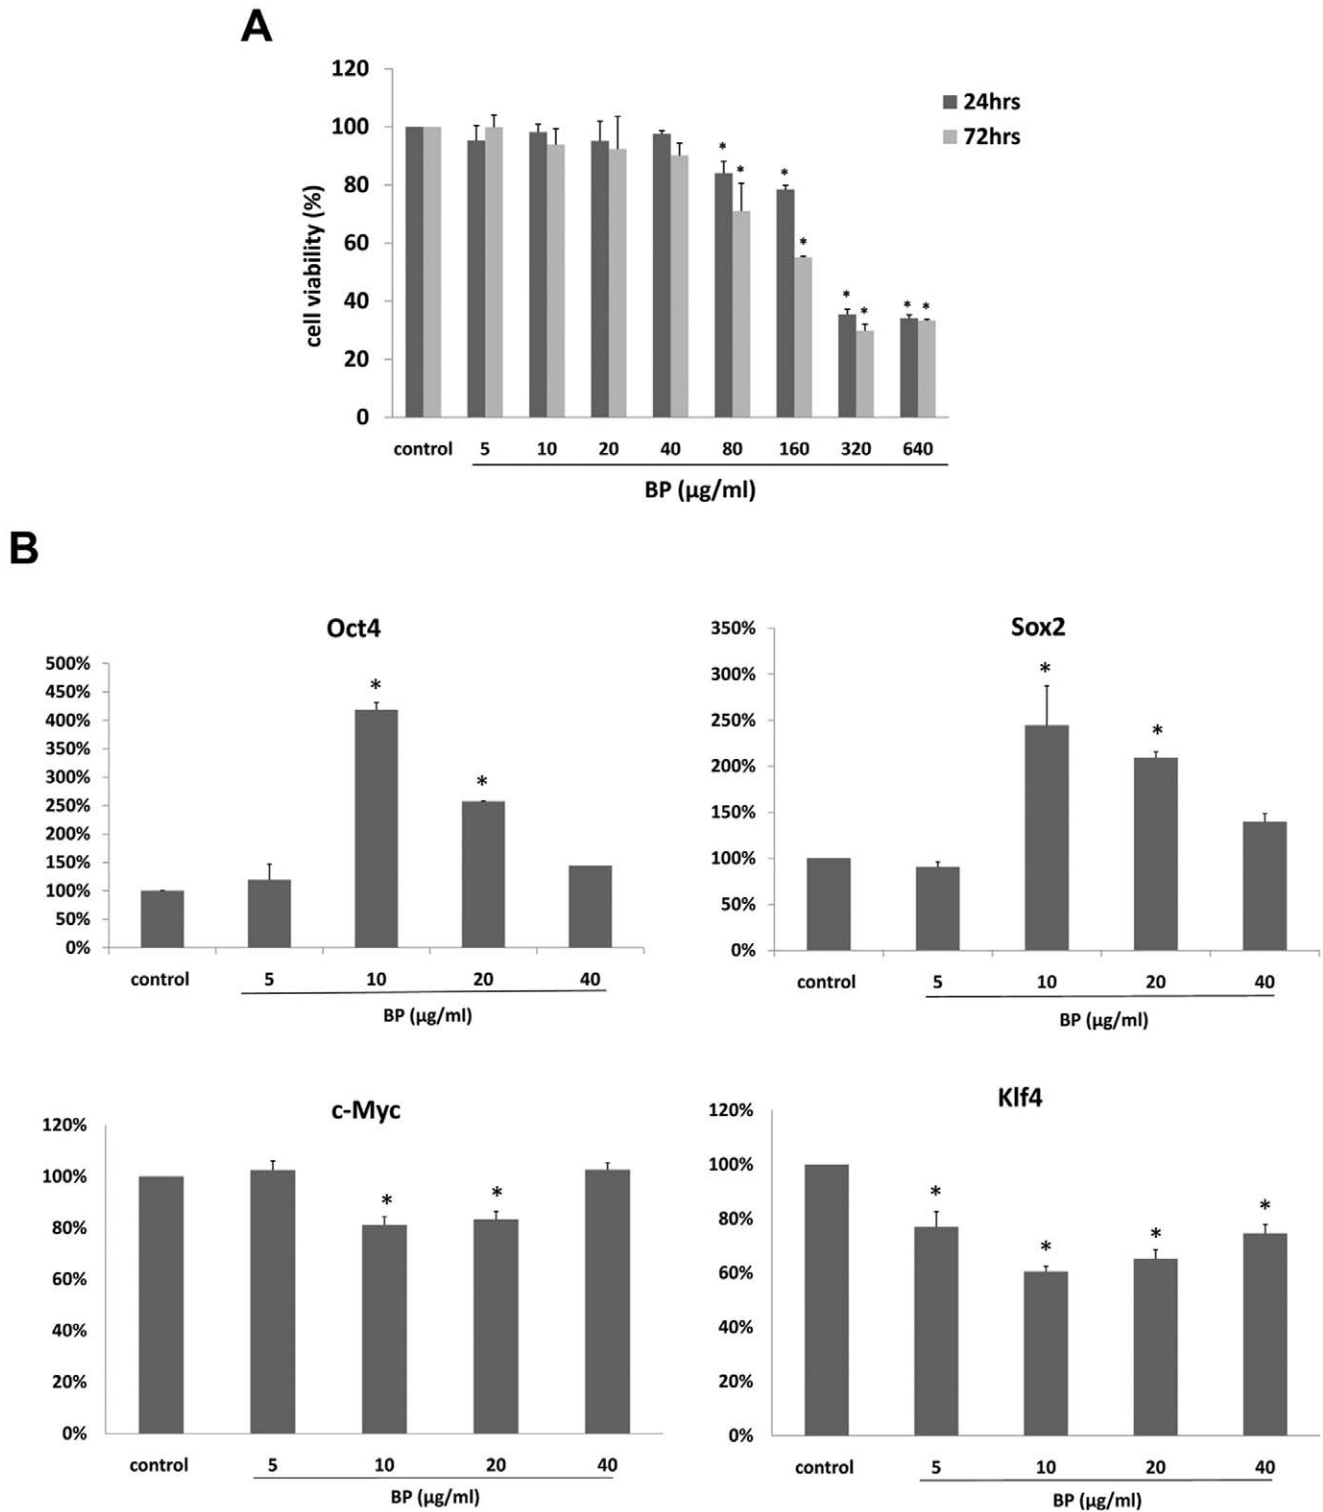 A
120
100
80
60
40
20
0
cell viability (%)
24hrs
72hrs
* * * * * * * *
control 5 10 20 40 80 160 320 640
BP (μg/ml)
B
Oct4
500%
450%
400%
350%
300%
250%
200%
150%
100%
50%
0%
* *
control 5 10 20 40
BP (μg/ml)
Sox2
350%
300%
250%
200%
150%
100%
50%
0%
* *
control 5 10 20 40
BP (μg/ml)
c-Myc
120%
100%
80%
60%
40%
20%
0%
* *
control 5 10 20 40
BP (μg/ml)
Klf4
120%
100%
80%
60%
40%
20%
0%
* * * *
control 5 10 20 40
BP (μg/ml)